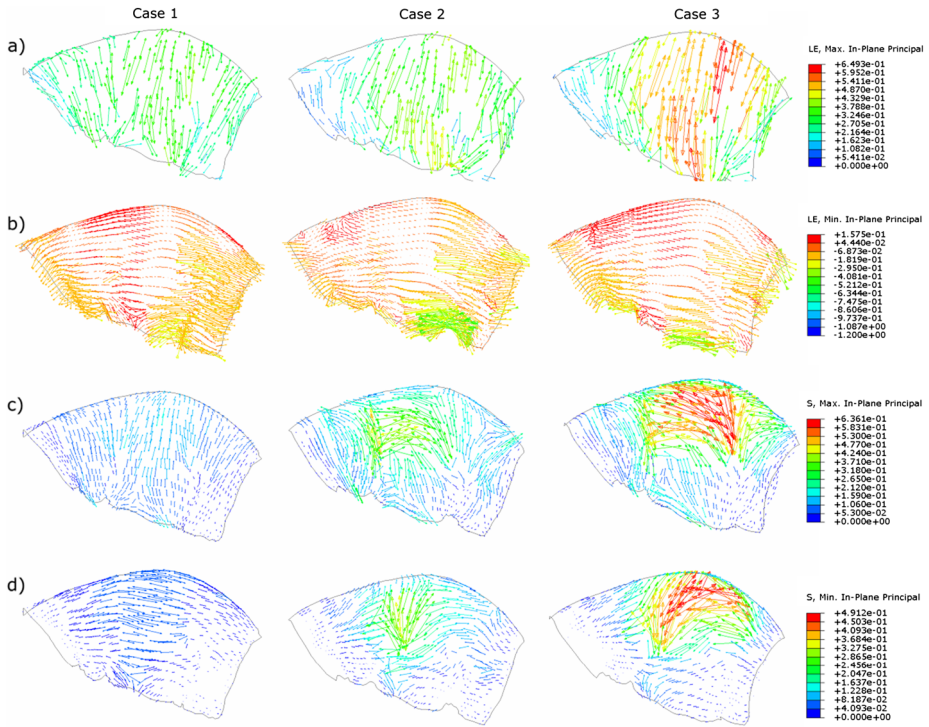 Case 1
Case 2
Case 3
a)
LE, Max. In-Plane Principal
+6.493e-01
+5.952e-01
+5.411e-01
+4.870e-01
+4.329e-01
+3.788e-01
+3.246e-01
+2.705e-01
+2.164e-01
+1.623e-01
+1.082e-01
+5.411e-02
+0.000e+00
b)
LE, Min. In-Plane Principal
+1.575e-01
+4.440e-02
-6.873e-02
-1.819e-01
-2.950e-01
-4.081e-01
-5.212e-01
-6.344e-01
-7.475e-01
-8.606e-01
-9.737e-01
-1.087e+00
-1.200e+00
c)
S, Max. In-Plane Principal
+6.361e-01
+5.831e-01
+5.300e-01
+4.770e-01
+4.240e-01
+3.710e-01
+3.180e-01
+2.650e-01
+2.120e-01
+1.590e-01
+1.060e-01
+5.300e-02
+0.000e+00
d)
S, Min. In-Plane Principal
+4.912e-01
+4.503e-01
+4.093e-01
+3.684e-01
+3.275e-01
+2.865e-01
+2.456e-01
+2.047e-01
+1.637e-01
+1.228e-01
+8.187e-02
+4.093e-02
+0.000e+00